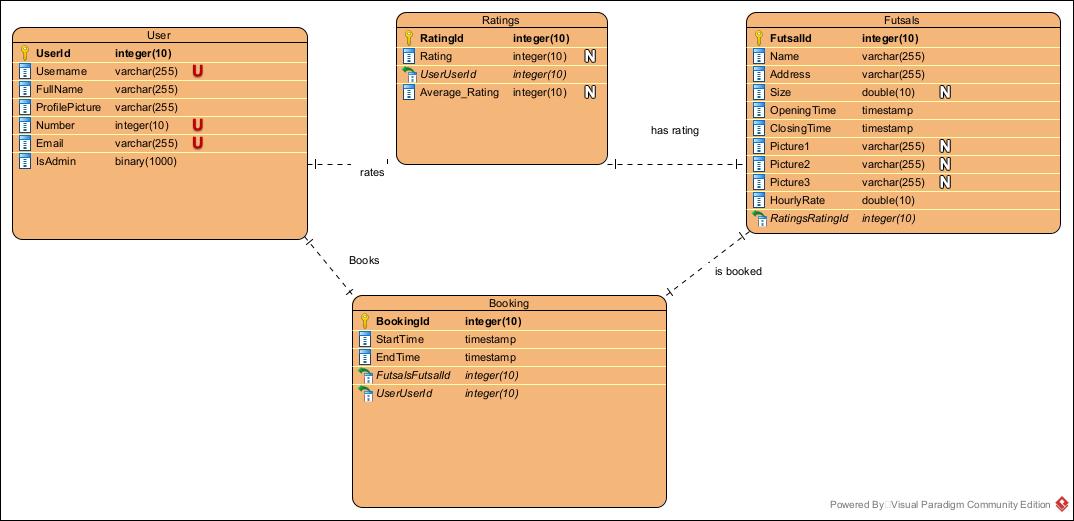 User
UserId integer(10)
Username varchar(255) U
FullName varchar(255)
ProfilePicture varchar(255)
Number integer(10) U
Email varchar(255) U
IsAdmin binary(1000)
Ratings
RatingId integer(10)
Rating integer(10) N
UserUserId integer(10)
Average_Rating integer(10) N
Futsals
FutsalId integer(10)
Name varchar(255)
Address varchar(255)
Size double(10) N
OpeningTime timestamp
ClosingTime timestamp
Picture1 varchar(255) N
Picture2 varchar(255) N
Picture3 varchar(255) N
HourlyRate double(10)
RatingsRatingId integer(10)
has rating
rates
Books
is booked
Booking
BookingId integer(10)
StartTime timestamp
EndTime timestamp
FutsalsFutsalId integer(10)
UserUserId integer(10)
Powered By Visual Paradigm Community Edition